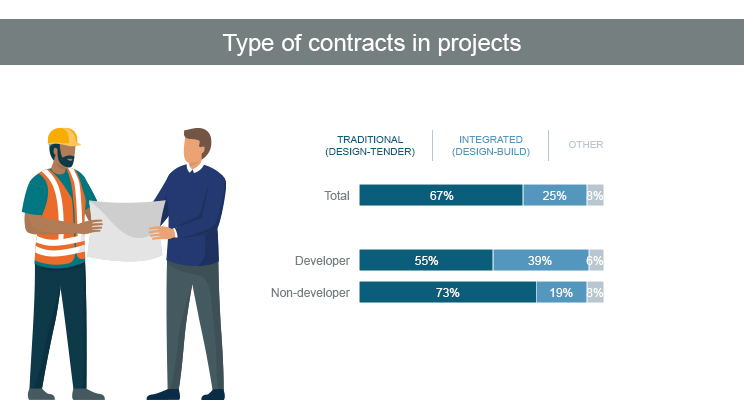 Type of contracts in projects
TRADITIONAL
(DESIGN-TENDER)
INTEGRATED
(DESIGN-BUILD)
OTHER
Total 67% 25% 8%
Developer 55% 39% 6%
Non-developer 73% 19% 8%